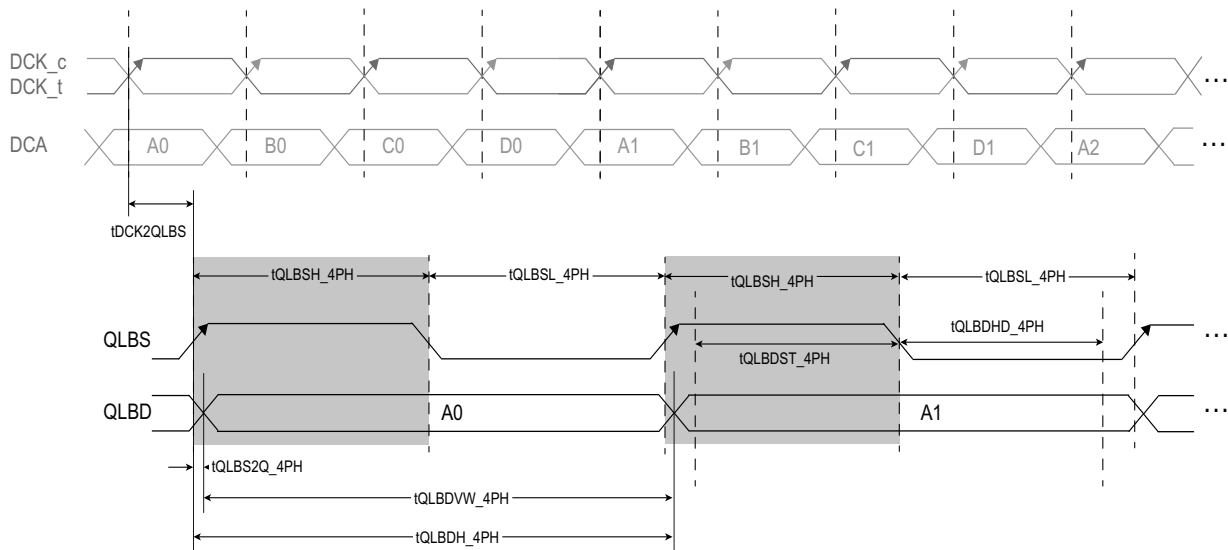 DCK_c
DCK_t
...
DCA
A0 B0 C0 D0 A1 B1 C1 D1 A2
...
tDCK2QLBS
tQLBSH_4PH tQLBSL_4PH tQLBSH_4PH tQLBSL_4PH
tQLBDHD_4PH
QLBS
...
tQLBDST_4PH
QLBD A0 A1
...
tQLBS2Q_4PH
tQLBDVW_4PH
tQLBDH_4PH